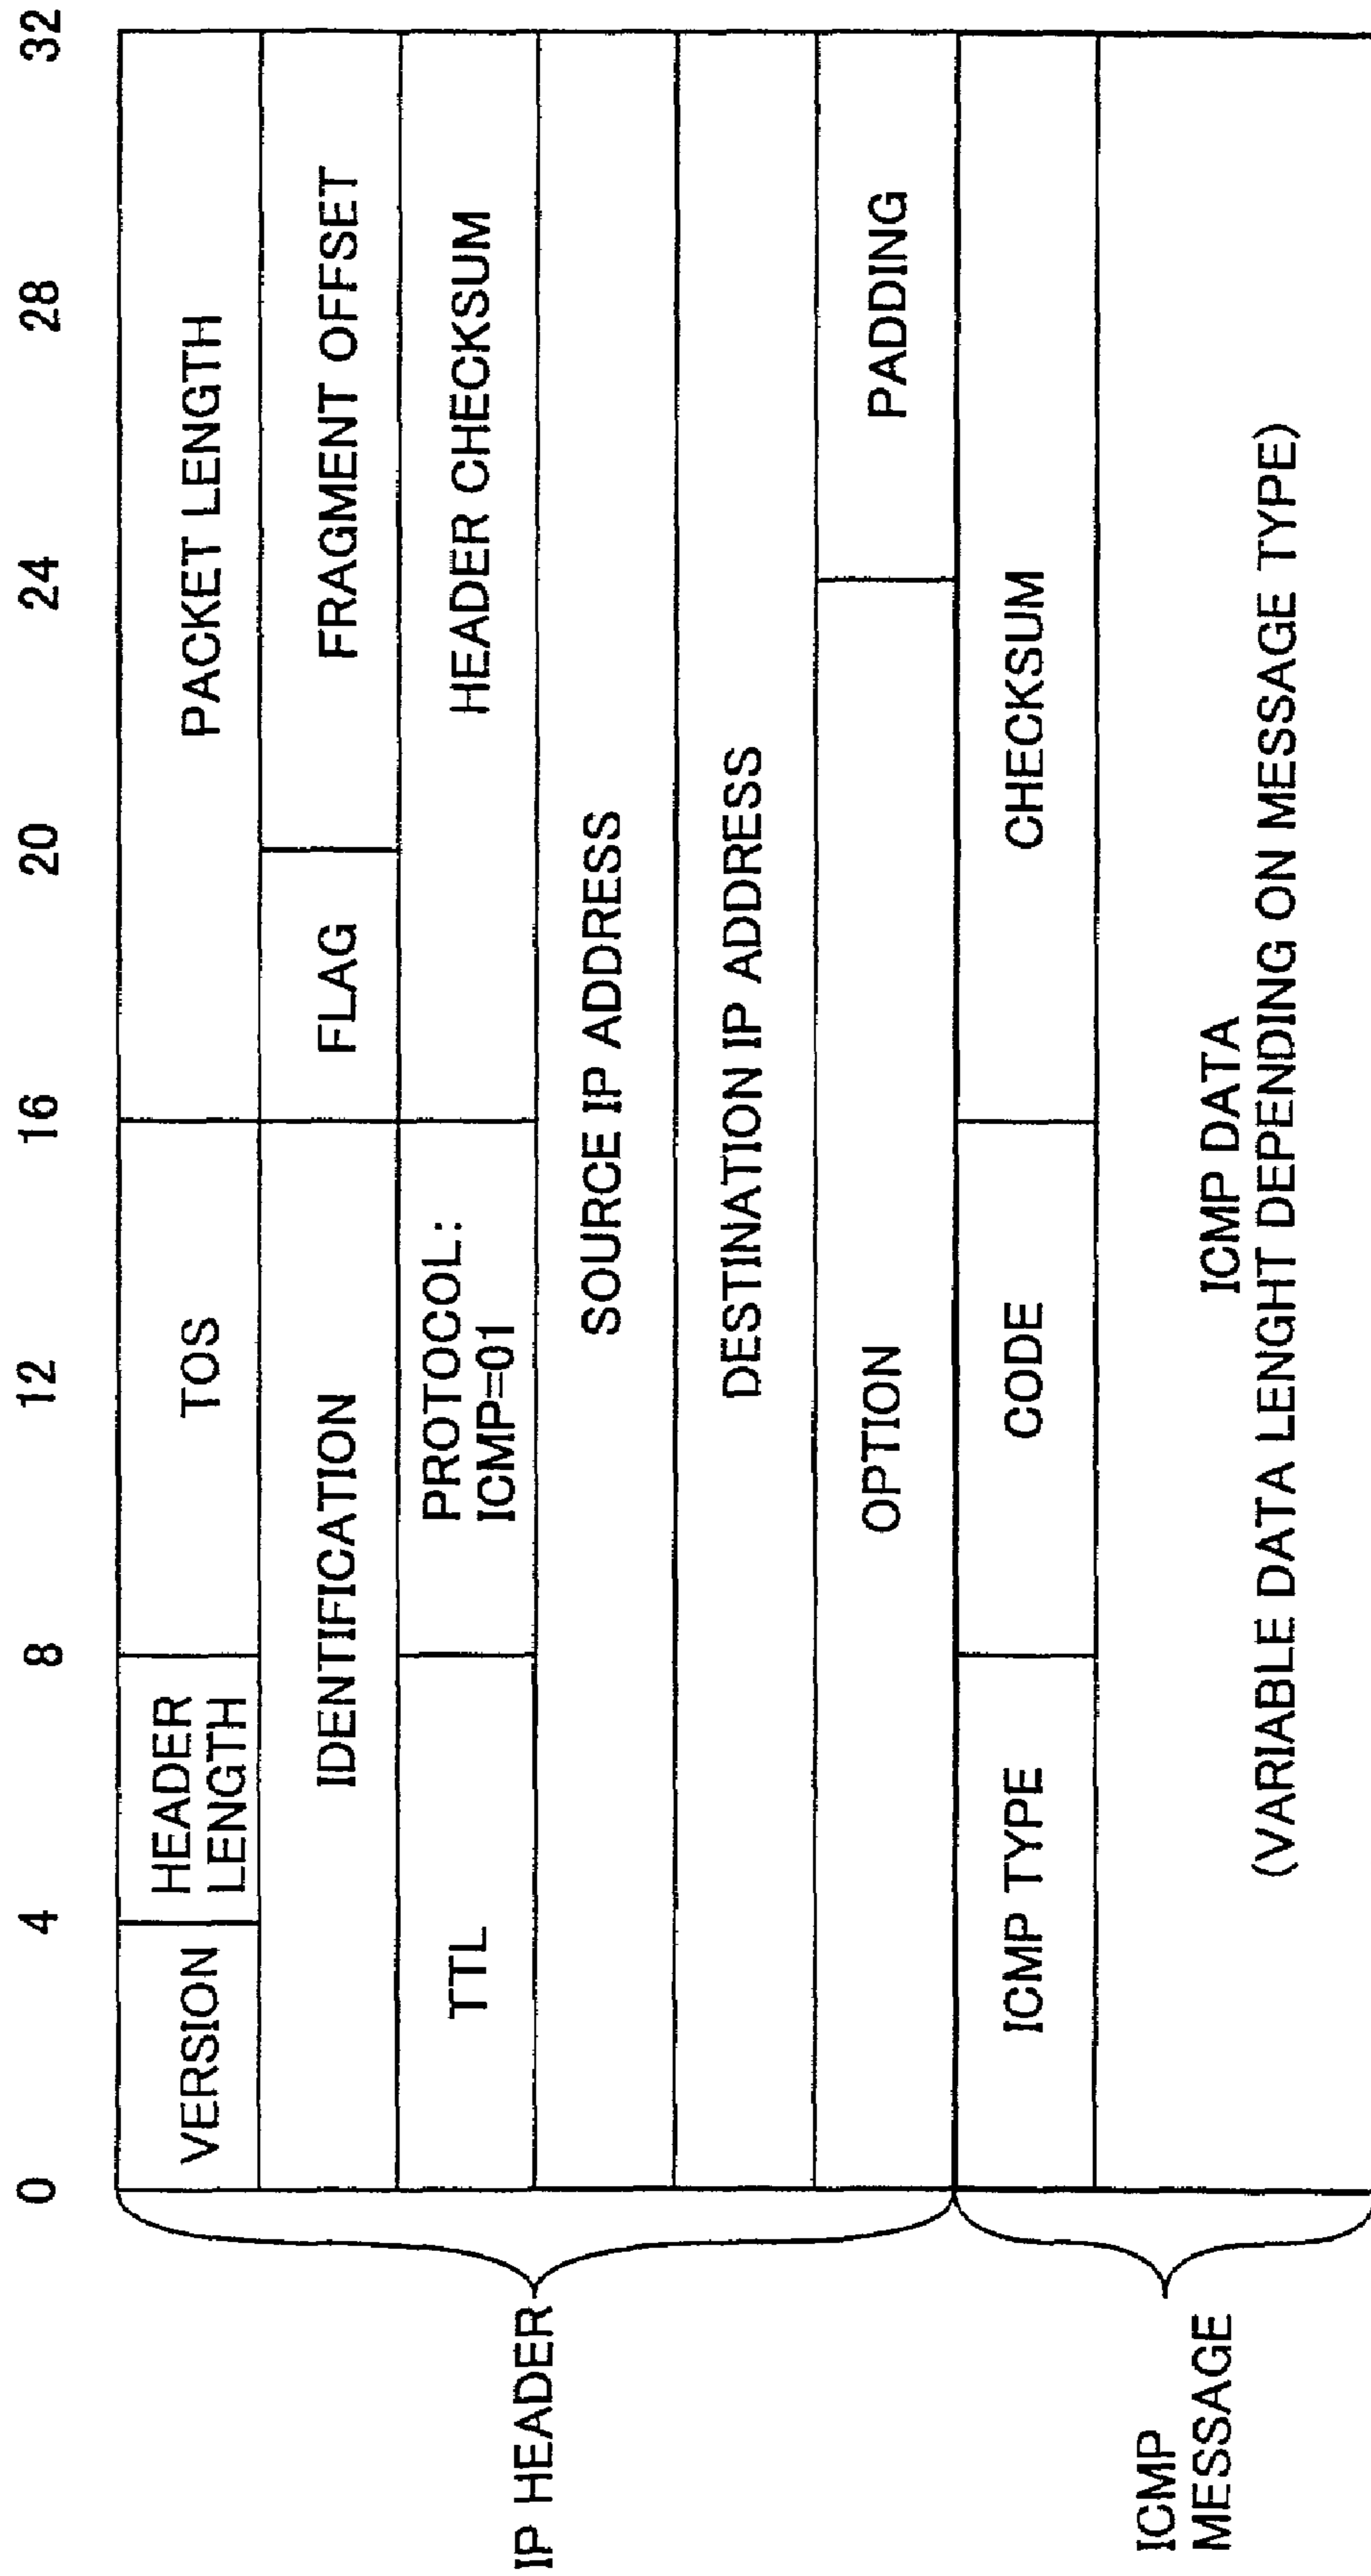 0 4 8 12 16 20 24 28 32
IP HEADER
VERSION
HEADER
LENGTH
TOS
PACKET LENGTH
IDENTIFICATION
FLAG
FRAGMENT OFFSET
TTL
PROTOCOL:
ICMP=01
HEADER CHECKSUM
SOURCE IP ADDRESS
DESTINATION IP ADDRESS
OPTION
PADDING
ICMP
MESSAGE
ICMP TYPE
CODE
CHECKSUM
ICMP DATA
(VARIABLE DATA LENGHT DEPENDING ON MESSAGE TYPE)